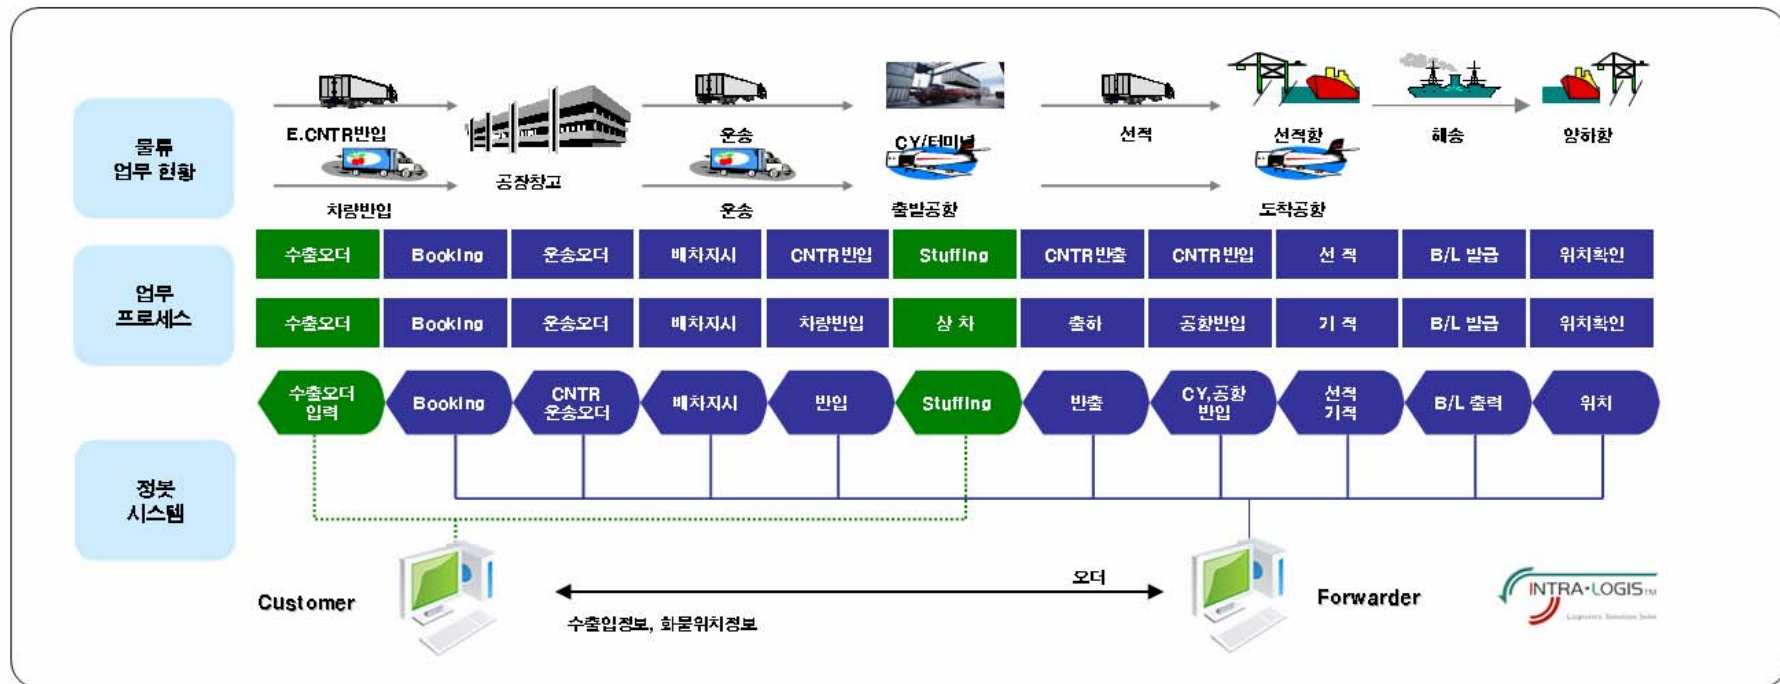 물류
업무 현황
E.CNTR반입
운송
CY/터미널
선적
선적항
해송
양하항
공장창고
차량반입
운송
출발공항
도착공항
업무
프로세스
수출오더 Booking 운송오더 배차지시 CNTR반입 Stuffing CNTR반출 CNTR반입 선 적 B/L 발급 위치확인
수출오더 Booking 운송오더 배차지시 차량반입 상 차 출하 공항반입 기 적 B/L 발급 위치확인
수출오더
입력
Booking
CNTR
운송오더
배차지시
반입
Stuffing
반출
CY,공항
반입
선적
기적
B/L 출력
위치
정봇
시스템
Customer
오더
수출입정보, 화물위치정보
Forwarder
INTRA·LOGIS™
Logistics Solution Suite